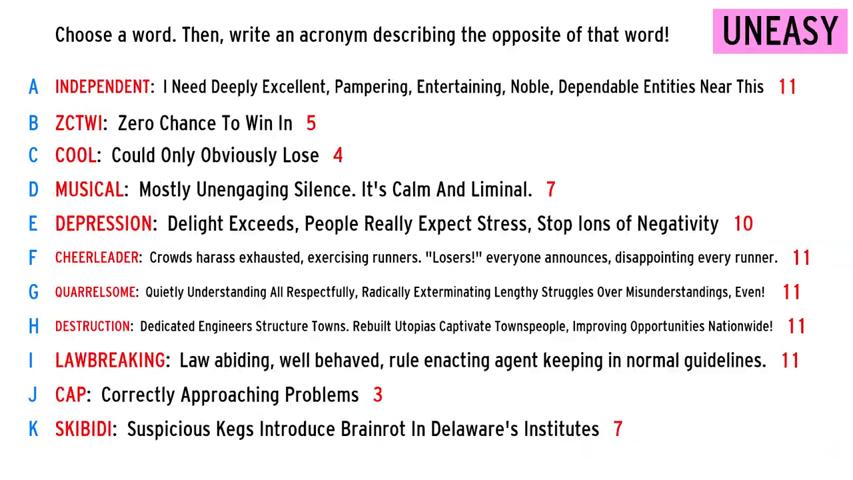 Choose a word. Then, write an acronym describing the opposite of that word!
UNEASY
A INDEPENDENT: I Need Deeply Excellent, Pampering, Entertaining, Noble, Dependable Entities Near This 11
B ZCTWI: Zero Chance To Win In 5
C COOL: Could Only Obviously Lose 4
D MUSICAL: Mostly Unengaging Silence. It's Calm And Liminal. 7
E DEPRESSION: Delight Exceeds, People Really Expect Stress, Stop Ions of Negativity 10
F CHEERLEADER: Crowds harass exhausted, exercising runners. "Losers!" everyone announces, disappointing every runner. 11
G QUARRELSOME: Quietly Understanding All Respectfully, Radically Exterminating Lengthy Struggles Over Misunderstandings, Even! 11
H DESTRUCTION: Dedicated Engineers Structure Towns. Rebuilt Utopias Captivate Townspeople, Improving Opportunities Nationwide! 11
I LAWBREAKING: Law abiding, well behaved, rule enacting agent keeping in normal guidelines. 11
J CAP: Correctly Approaching Problems 3
K SKIBIDI: Suspicious Kegs Introduce Brainrot In Delaware's Institutes 7